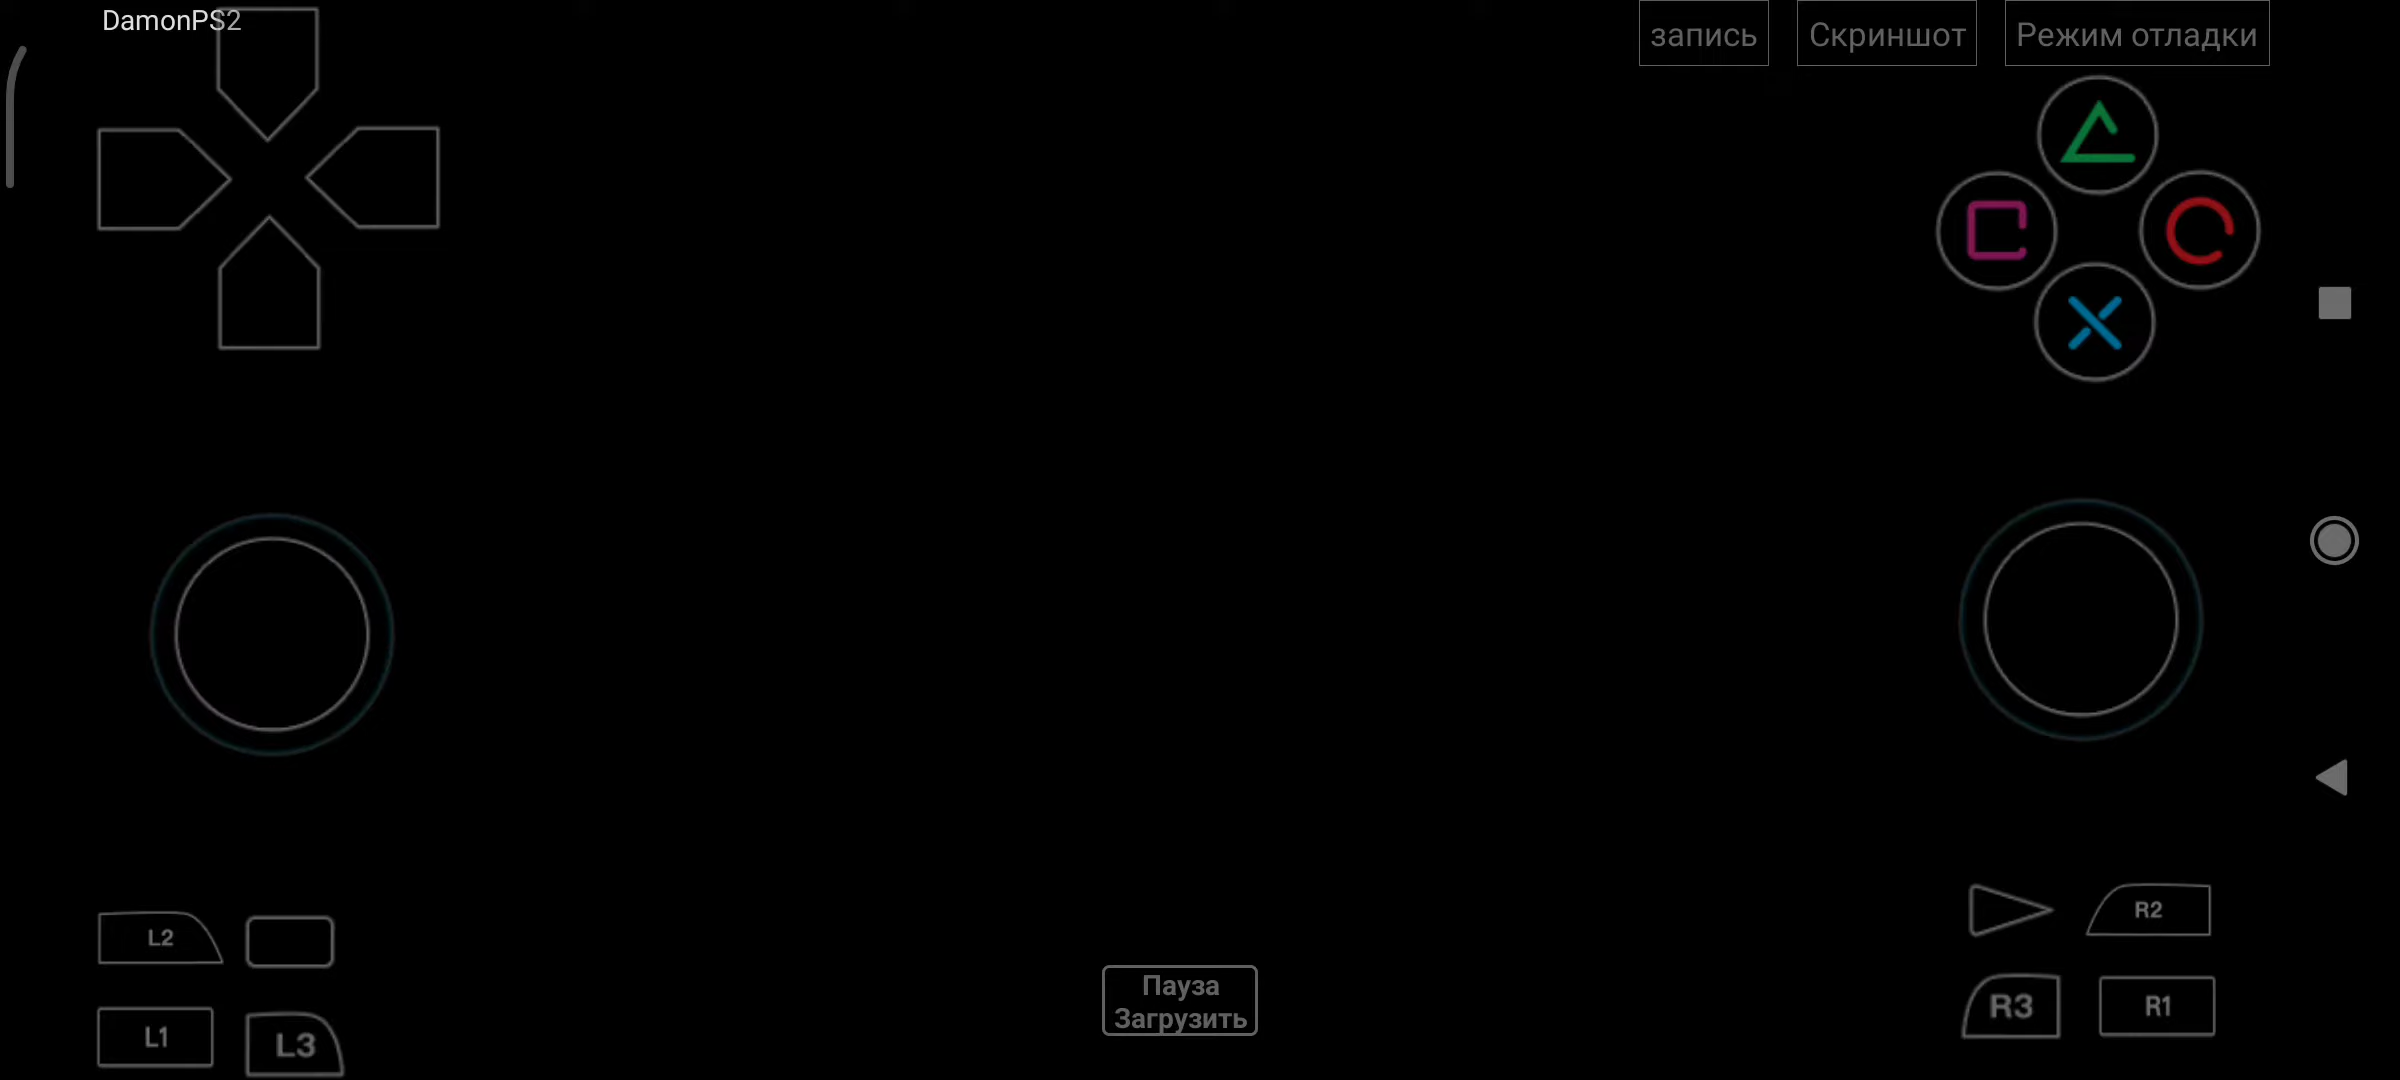 DamonPS2
запись
Скриншот
Режим отладки
L2
R2
Пауза
Загрузить
R3
R1
L1
L3